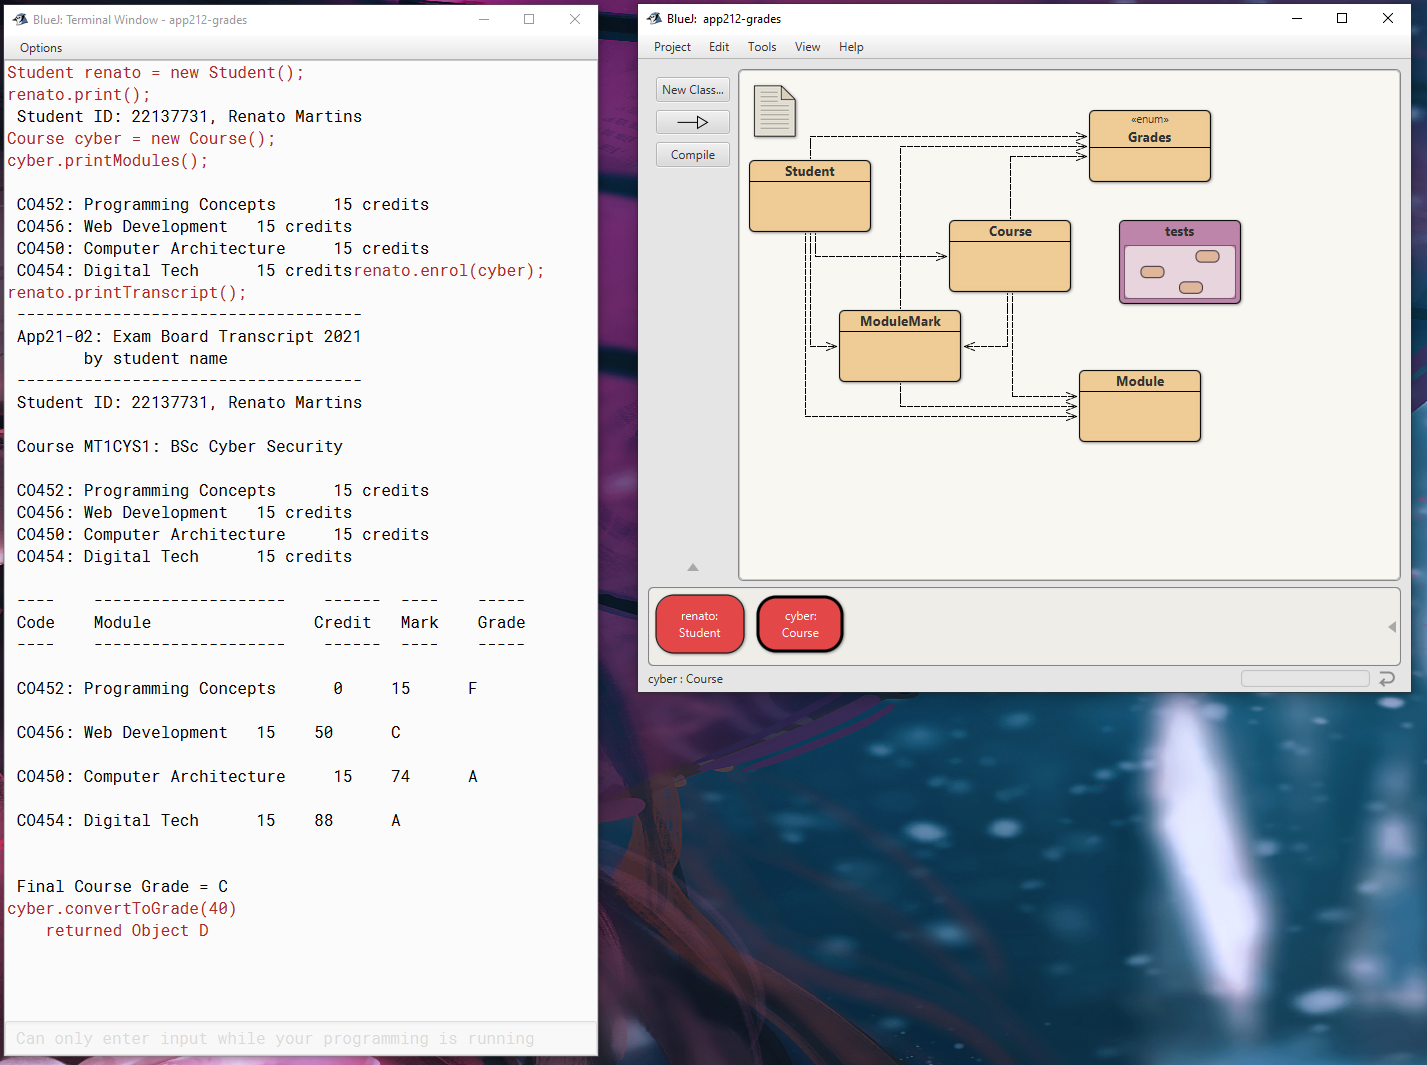 BlueJ: Terminal Window - app212-grades
Options
Student renato = new Student();
renato.print();
Student ID: 22137731, Renato Martins
Course cyber = new Course();
cyber.printModules();
CO452: Programming Concepts      15 credits
CO456: Web Development   15 credits
CO450: Computer Architecture     15 credits
CO454: Digital Tech      15 creditsrenato.enrol(cyber);
renato.printTranscript();
------------------------------------
App21-02: Exam Board Transcript 2021
       by student name
------------------------------------
Student ID: 22137731, Renato Martins
Course MT1CYS1: BSc Cyber Security
CO452: Programming Concepts      15 credits
CO456: Web Development   15 credits
CO450: Computer Architecture     15 credits
CO454: Digital Tech      15 credits
----    --------------------    ------  ----    -----
Code    Module                 Credit   Mark    Grade
----    --------------------    ------  ----    -----
CO452: Programming Concepts      0     15      F
CO456: Web Development   15    50      C
CO450: Computer Architecture     15    74      A
CO454: Digital Tech      15    88      A
Final Course Grade = C
cyber.convertToGrade(40)
    returned Object D
Can only enter input while your programming is running
BlueJ:  app212-grades
Project Edit Tools View Help
New Class...
Compile
«enum»
Grades
Student
Course
tests
ModuleMark
Module
renato:
Student
cyber:
Course
cyber : Course